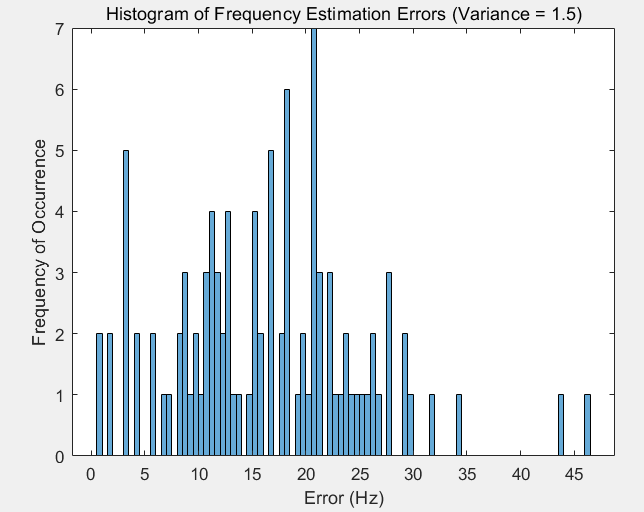 Histogram of Frequency Estimation Errors (Variance = 1.5)
7
6
5
4
3
2
1
0
Frequency of Occurrence
0 5 10 15 20 25 30 35 40 45
Error (Hz)